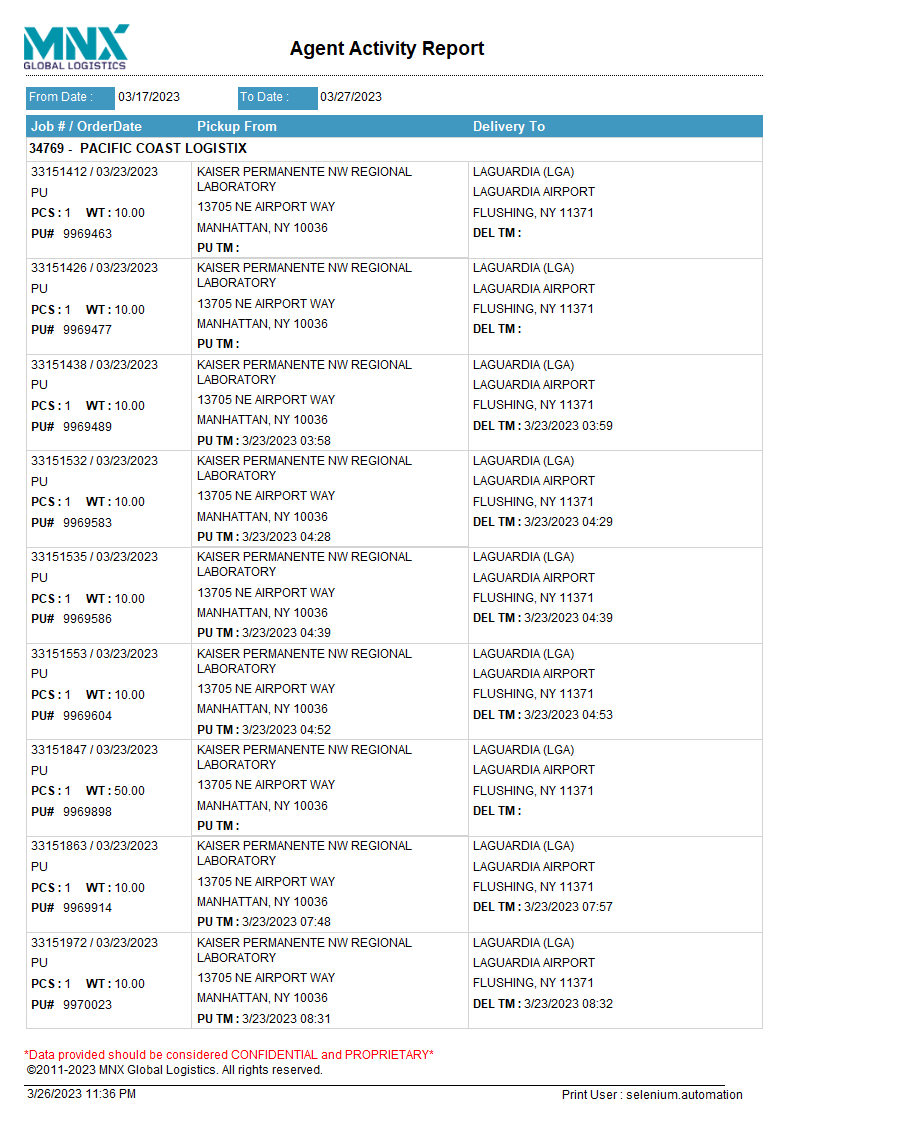 MNX
GLOBAL LOGISTICS
Agent Activity Report
From Date : 03/17/2023 To Date : 03/27/2023
Job # / OrderDate Pickup From Delivery To
34769 - PACIFIC COAST LOGISTIX
33151412 / 03/23/2023
PU
PCS : 1 WT : 10.00
PU# 9969463
KAISER PERMANENTE NW REGIONAL
LABORATORY
13705 NE AIRPORT WAY
MANHATTAN, NY 10036
PU TM :
LAGUARDIA (LGA)
LAGUARDIA AIRPORT
FLUSHING, NY 11371
DEL TM :
33151426 / 03/23/2023
PU
PCS : 1 WT : 10.00
PU# 9969477
KAISER PERMANENTE NW REGIONAL
LABORATORY
13705 NE AIRPORT WAY
MANHATTAN, NY 10036
PU TM :
LAGUARDIA (LGA)
LAGUARDIA AIRPORT
FLUSHING, NY 11371
DEL TM :
33151438 / 03/23/2023
PU
PCS : 1 WT : 10.00
PU# 9969489
KAISER PERMANENTE NW REGIONAL
LABORATORY
13705 NE AIRPORT WAY
MANHATTAN, NY 10036
PU TM : 3/23/2023 03:58
LAGUARDIA (LGA)
LAGUARDIA AIRPORT
FLUSHING, NY 11371
DEL TM : 3/23/2023 03:59
33151532 / 03/23/2023
PU
PCS : 1 WT : 10.00
PU# 9969583
KAISER PERMANENTE NW REGIONAL
LABORATORY
13705 NE AIRPORT WAY
MANHATTAN, NY 10036
PU TM : 3/23/2023 04:28
LAGUARDIA (LGA)
LAGUARDIA AIRPORT
FLUSHING, NY 11371
DEL TM : 3/23/2023 04:29
33151535 / 03/23/2023
PU
PCS : 1 WT : 10.00
PU# 9969586
KAISER PERMANENTE NW REGIONAL
LABORATORY
13705 NE AIRPORT WAY
MANHATTAN, NY 10036
PU TM : 3/23/2023 04:39
LAGUARDIA (LGA)
LAGUARDIA AIRPORT
FLUSHING, NY 11371
DEL TM : 3/23/2023 04:39
33151553 / 03/23/2023
PU
PCS : 1 WT : 10.00
PU# 9969604
KAISER PERMANENTE NW REGIONAL
LABORATORY
13705 NE AIRPORT WAY
MANHATTAN, NY 10036
PU TM : 3/23/2023 04:52
LAGUARDIA (LGA)
LAGUARDIA AIRPORT
FLUSHING, NY 11371
DEL TM : 3/23/2023 04:53
33151847 / 03/23/2023
PU
PCS : 1 WT : 50.00
PU# 9969898
KAISER PERMANENTE NW REGIONAL
LABORATORY
13705 NE AIRPORT WAY
MANHATTAN, NY 10036
PU TM :
LAGUARDIA (LGA)
LAGUARDIA AIRPORT
FLUSHING, NY 11371
DEL TM :
33151863 / 03/23/2023
PU
PCS : 1 WT : 10.00
PU# 9969914
KAISER PERMANENTE NW REGIONAL
LABORATORY
13705 NE AIRPORT WAY
MANHATTAN, NY 10036
PU TM : 3/23/2023 07:48
LAGUARDIA (LGA)
LAGUARDIA AIRPORT
FLUSHING, NY 11371
DEL TM : 3/23/2023 07:57
33151972 / 03/23/2023
PU
PCS : 1 WT : 10.00
PU# 9970023
KAISER PERMANENTE NW REGIONAL
LABORATORY
13705 NE AIRPORT WAY
MANHATTAN, NY 10036
PU TM : 3/23/2023 08:31
LAGUARDIA (LGA)
LAGUARDIA AIRPORT
FLUSHING, NY 11371
DEL TM : 3/23/2023 08:32
*Data provided should be considered CONFIDENTIAL and PROPRIETARY*
©2011-2023 MNX Global Logistics. All rights reserved.
3/26/2023 11:36 PM Print User : selenium.automation